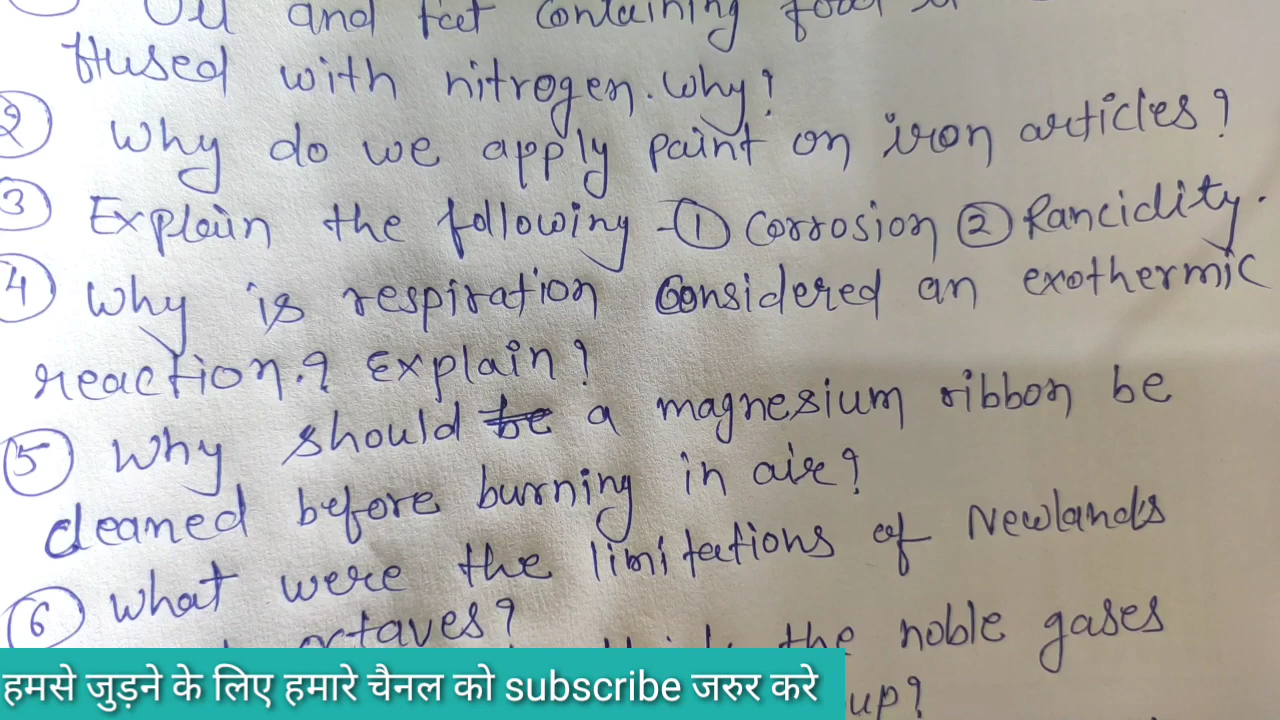 Oil and fat containing food
flused with nitrogen. Why?
② Why do we apply paint on iron articles?
③ Explain the following - ① Corrosion ② Rancidity.
④ Why is respiration Considered an exothermic
reaction.? Explain?
⑤ Why should be a magnesium ribbon be
cleaned before burning in air?
⑥ What were the limitations of Newlands
octaves?
the noble gases
up?
हमसे जुड़ने के लिए हमारे चैनल को subscribe जरुर करे